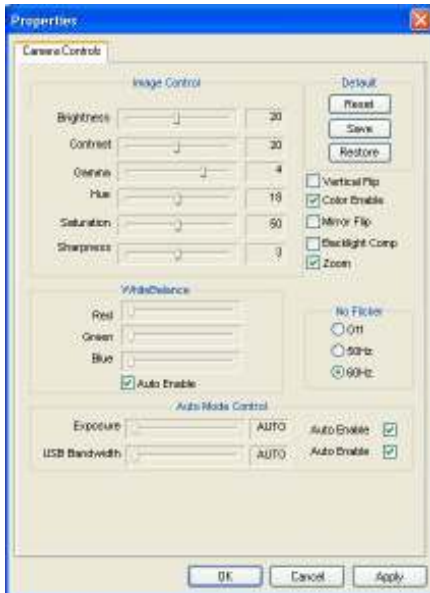 Properties
Camera Controls
Image Control
Brightness 20
Contrast 20
Gamma 4
Hue 18
Saturation 50
Sharpness 3
Default
Reset
Save
Restore
Vertical Flip
Color Enable
Mirror Flip
Backlight Comp
Zoom
WhiteBalance
Red
Green
Blue
Auto Enable
No Flicker
Off
50Hz
60Hz
Auto Mode Control
Exposure AUTO Auto Enable
USB Bandwidth AUTO Auto Enable
OK Cancel Apply